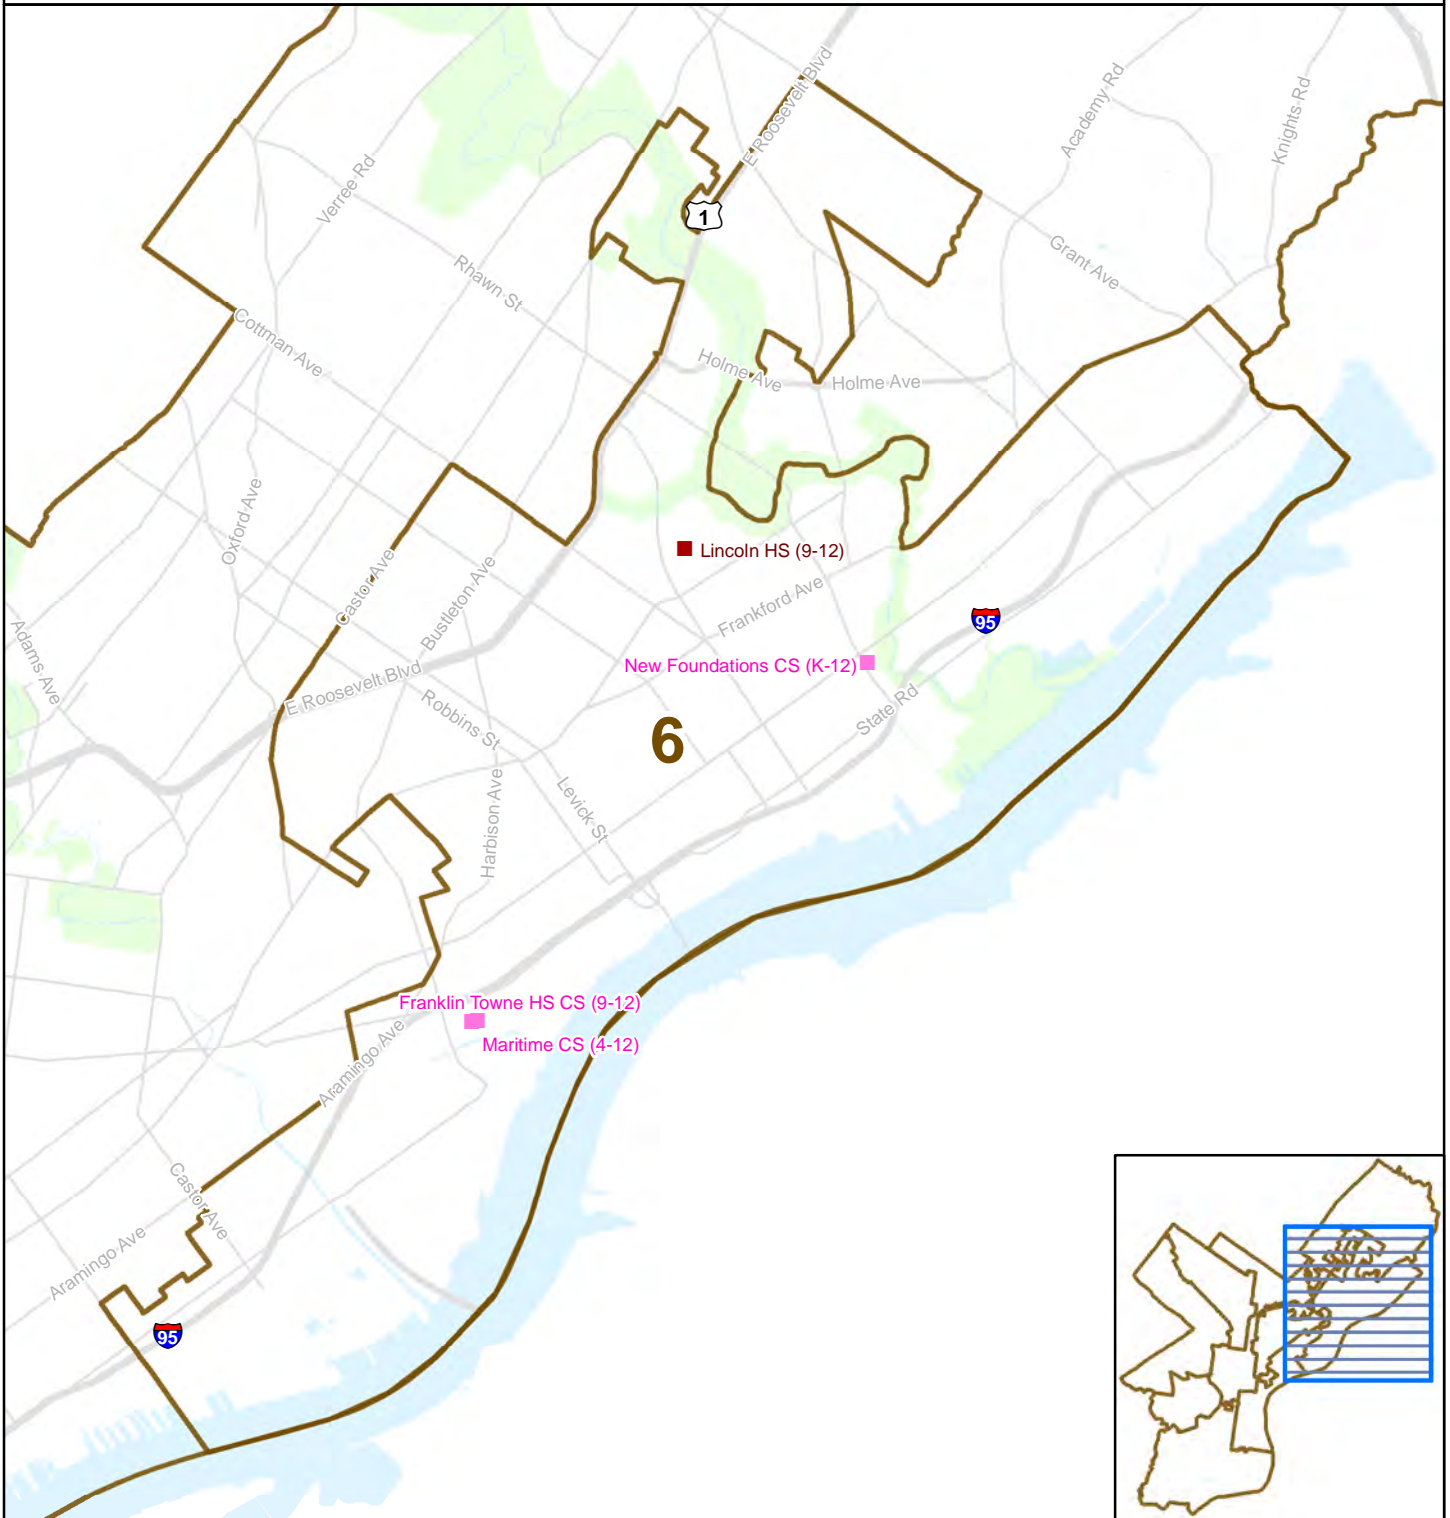 E Roosevelt Blvd
Academy Rd
Knights Rd
Verree Rd
1
Grant Ave
Rhawn St
Cottman Ave
Holme Ave
Holme Ave
Oxford Ave
Lincoln HS (9-12)
Castor Ave
Bustleton Ave
Frankford Ave
95
Adams Ave
New Foundations CS (K-12)
E Roosevelt Blvd
Robbins St
State Rd
6
Levick St
Harbison Ave
Franklin Towne HS CS (9-12)
Maritime CS (4-12)
Aramingo Ave
Castor Ave
Aramingo Ave
95